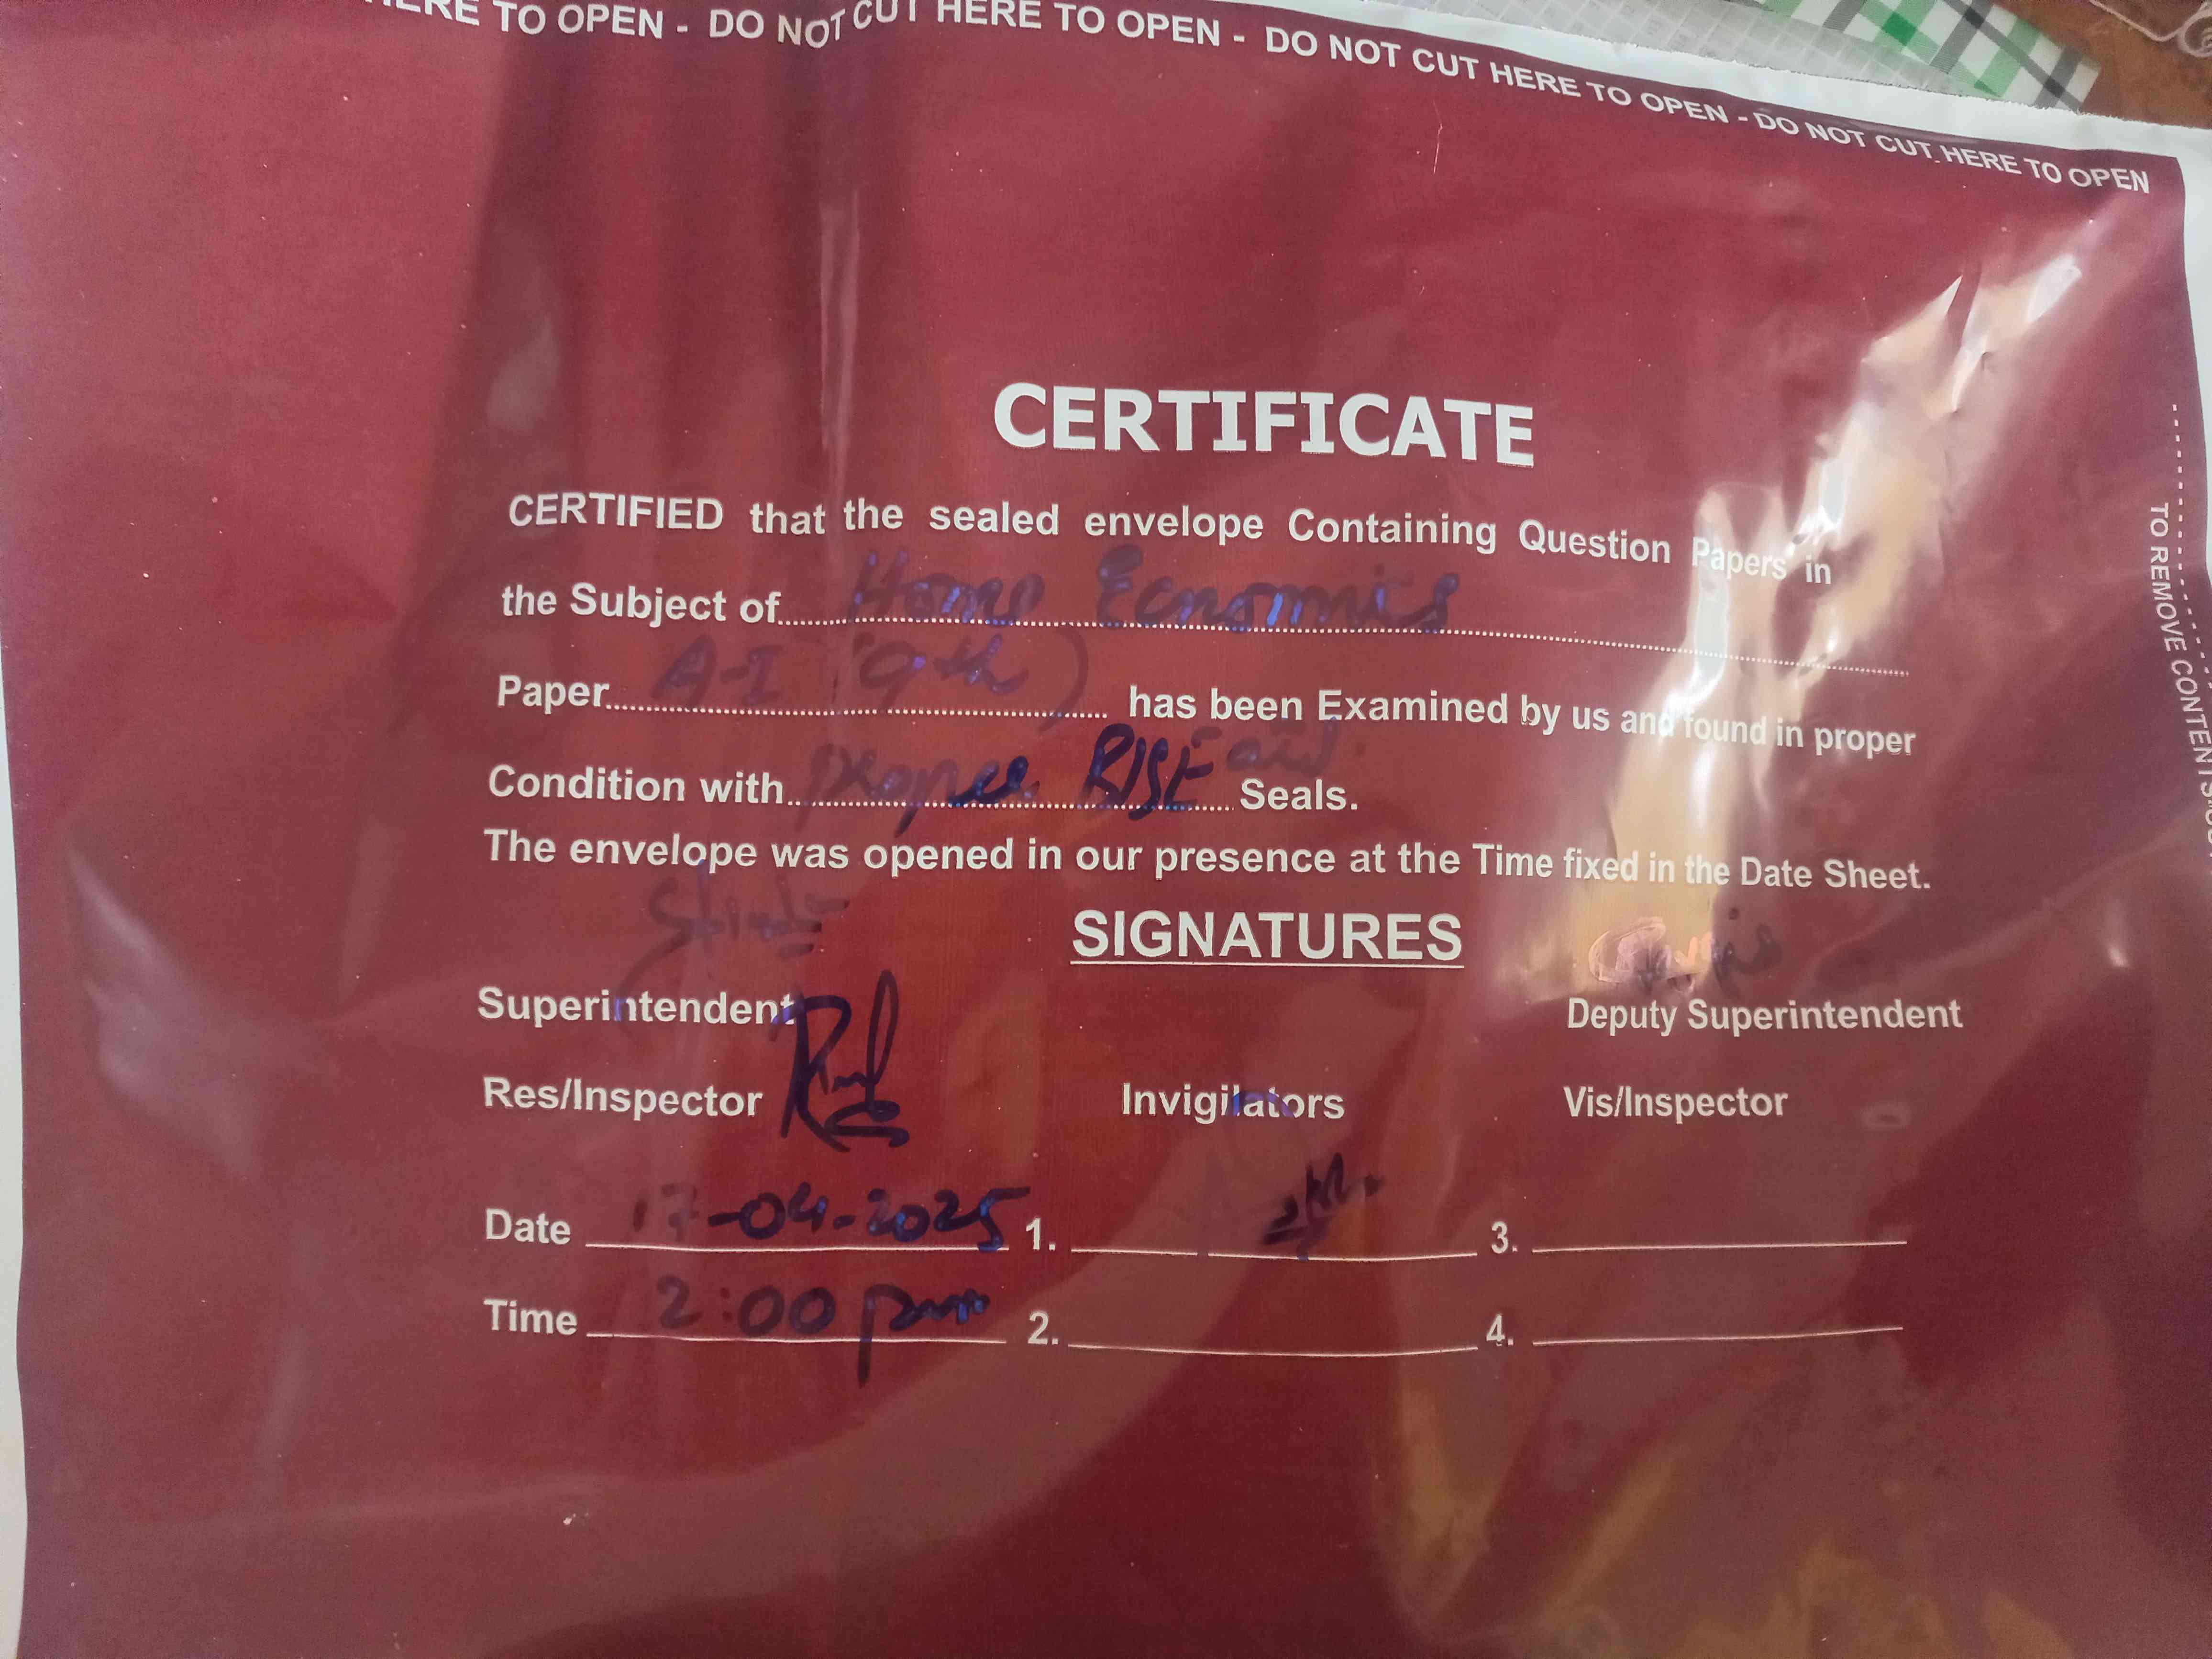 HERE TO OPEN - DO NOT CUT HERE TO OPEN - DO NOT CUT HERE TO OPEN - DO NOT CUT HERE TO OPEN
CERTIFICATE
CERTIFIED that the sealed envelope Containing Question Papers in
the Subject of Home Ecnomics
Paper A-I (9th) has been Examined by us and found in proper
Condition with proper RISE and Seals.
The envelope was opened in our presence at the Time fixed in the Date Sheet.
SIGNATURES
Superintendent Deputy Superintendent
Res/Inspector Invigilators Vis/Inspector
Date 17-04-2025 1. 3.
Time 2:00 pm 2. 4.
TO REMOVE CONTENTS